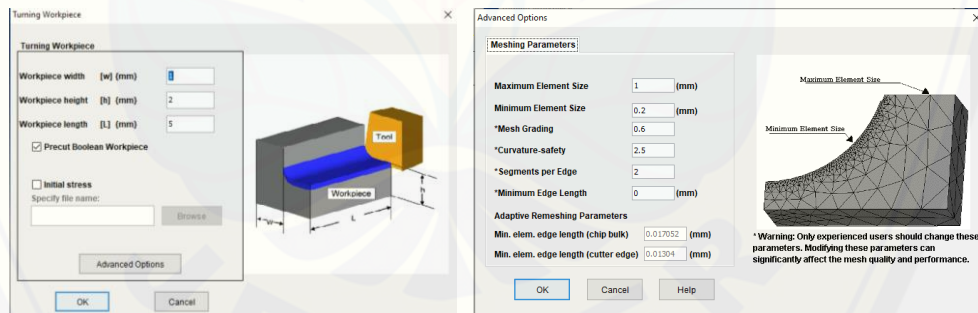 Turning Workpiece
Turning Workpiece
Workpiece width [w] (mm)
Workpiece height [h] (mm) 2
Workpiece length [L] (mm) 5
Precut Boolean Workpiece
Initial stress
Specify file name:
Browse
Advanced Options
OK Cancel
Tool
Workpiece
h
w
L
Advanced Options
Meshing Parameters
Maximum Element Size 1 (mm)
Minimum Element Size 0.2 (mm)
*Mesh Grading 0.6
*Curvature-safety 2.5
*Segments per Edge 2
*Minimum Edge Length 0 (mm)
Adaptive Remeshing Parameters
Min. elem. edge length (chip bulk) 0.017052 (mm)
Min. elem. edge length (cutter edge) 0.01304 (mm)
OK Cancel Help
Maximum Element Size
Minimum Element Size
* Warning: Only experienced users should change these
parameters. Modifying these parameters can
significantly affect the mesh quality and performance.